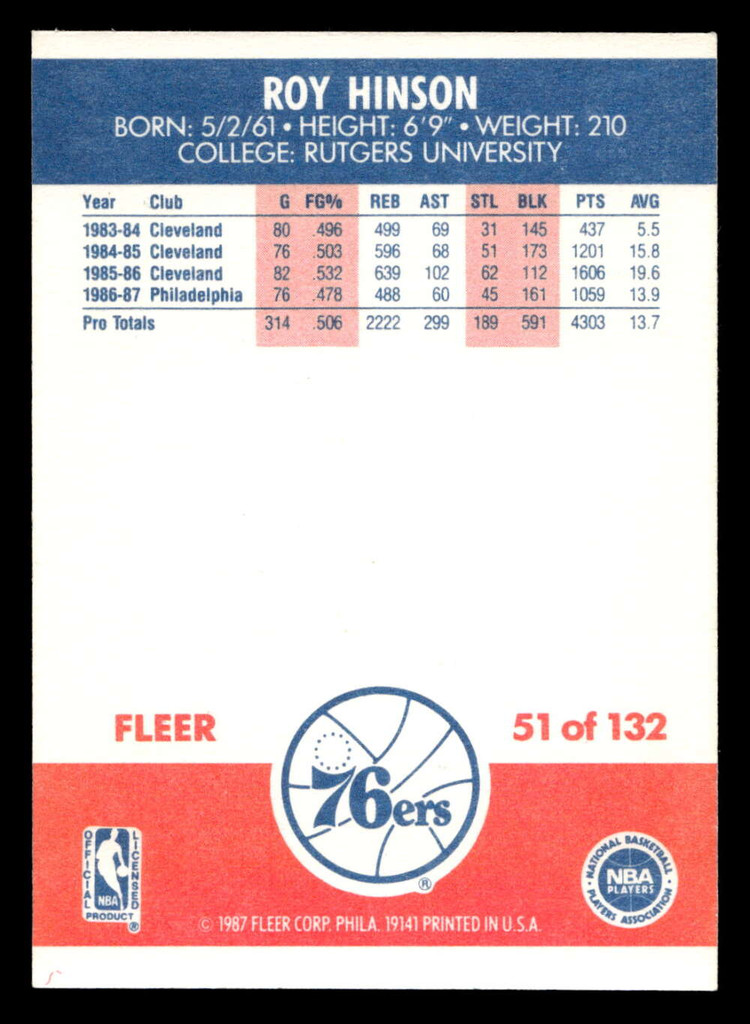 ROY HINSON
BORN: 5/2/61 • HEIGHT: 6'9" • WEIGHT: 210
COLLEGE: RUTGERS UNIVERSITY
Year Club G FG% REB AST STL BLK PTS AVG
1983-84 Cleveland 80 .496 499 69 31 145 437 5.5
1984-85 Cleveland 76 .503 596 68 51 173 1201 15.8
1985-86 Cleveland 82 .532 639 102 62 112 1606 19.6
1986-87 Philadelphia 76 .478 488 60 45 161 1059 13.9
Pro Totals 314 .506 2222 299 189 591 4303 13.7
FLEER
51 of 132
76ers
®
OFFICIAL
LICENSED
NBA
PRODUCT
®
NATIONAL BASKETBALL
NBA
PLAYERS
PLAYERS ASSOCIATION
© 1987 FLEER CORP. PHILA. 19141 PRINTED IN U.S.A.